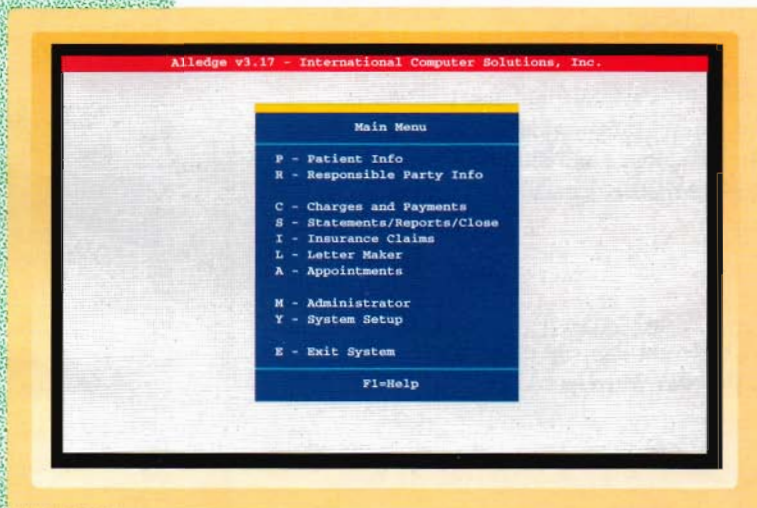 Alledge v3.17 - International Computer Solutions, Inc.
Main Menu
P - Patient Info
R - Responsible Party Info
C - Charges and Payments
S - Statements/Reports/Close
I - Insurance Claims
L - Letter Maker
A - Appointments
M - Administrator
Y - System Setup
E - Exit System
F1=Help